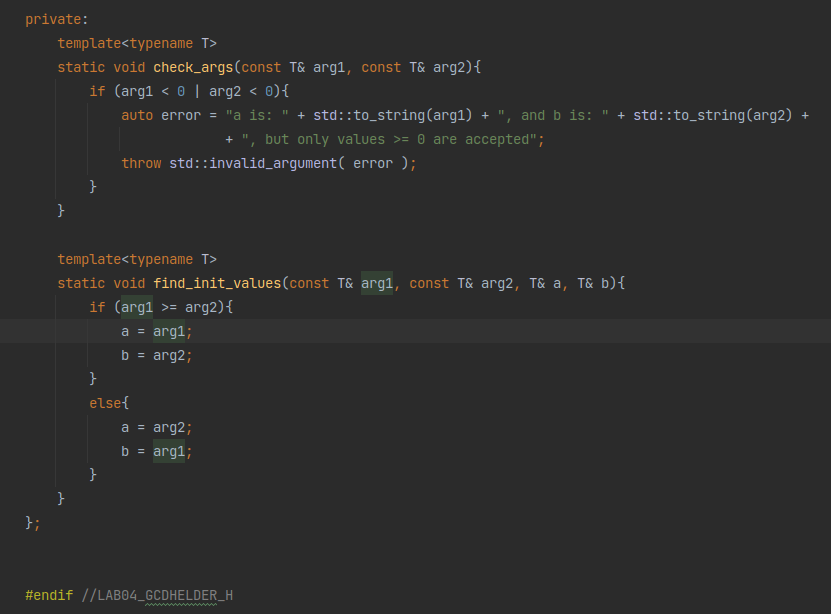 private:
    template<typename T>
    static void check_args(const T& arg1, const T& arg2){
        if (arg1 < 0 | arg2 < 0){
            auto error = "a is: " + std::to_string(arg1) + ", and b is: " + std::to_string(arg2) +
                         + ", but only values >= 0 are accepted";
            throw std::invalid_argument( error );
        }
    }

    template<typename T>
    static void find_init_values(const T& arg1, const T& arg2, T& a, T& b){
        if (arg1 >= arg2){
            a = arg1;
            b = arg2;
        }
        else{
            a = arg2;
            b = arg1;
        }
    }
};

#endif //LAB04_GCDHELDER_H